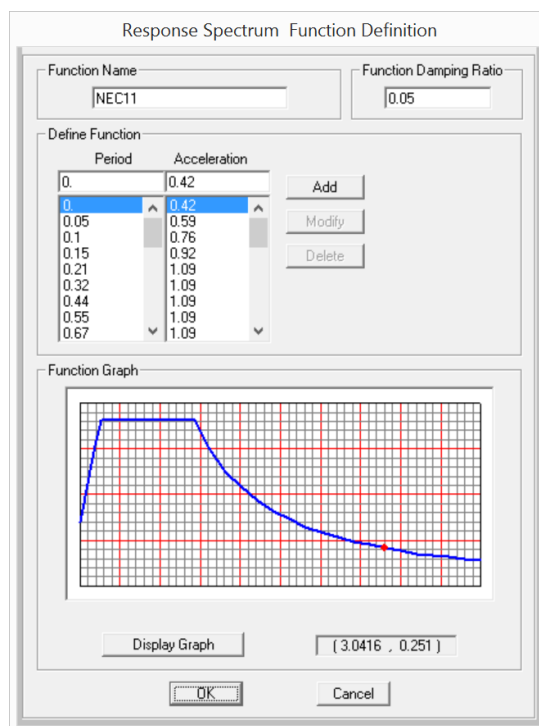 Response Spectrum Function Definition
Function Name
NEC11
Function Damping Ratio
0.05
Define Function
Period Acceleration
0. 0.42
Add
Modify
Delete
0. 0.42
0.05 0.59
0.1 0.76
0.15 0.92
0.21 1.09
0.32 1.09
0.44 1.09
0.55 1.09
0.67 1.09
Function Graph
Display Graph
( 3.0416 , 0.251 )
OK
Cancel